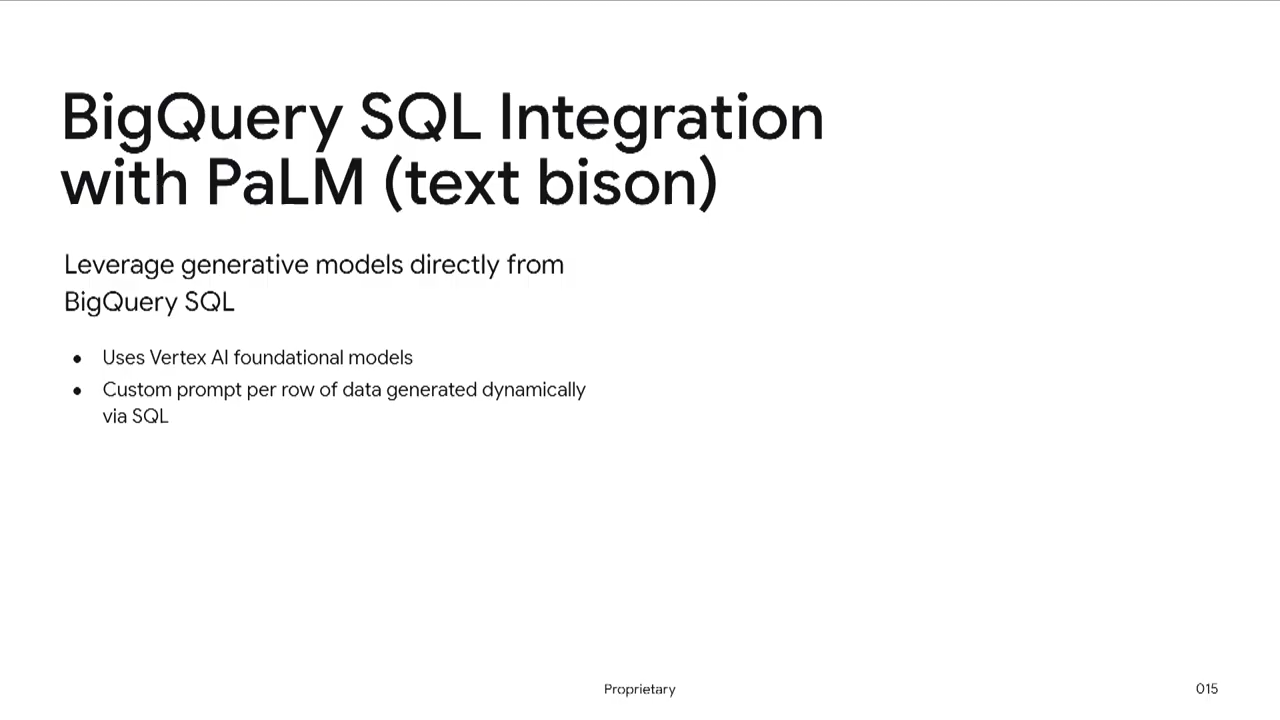 BigQuery SQL Integration
with PaLM (text bison)
Leverage generative models directly from
BigQuery SQL
● Uses Vertex AI foundational models
● Custom prompt per row of data generated dynamically
via SQL
Proprietary
015